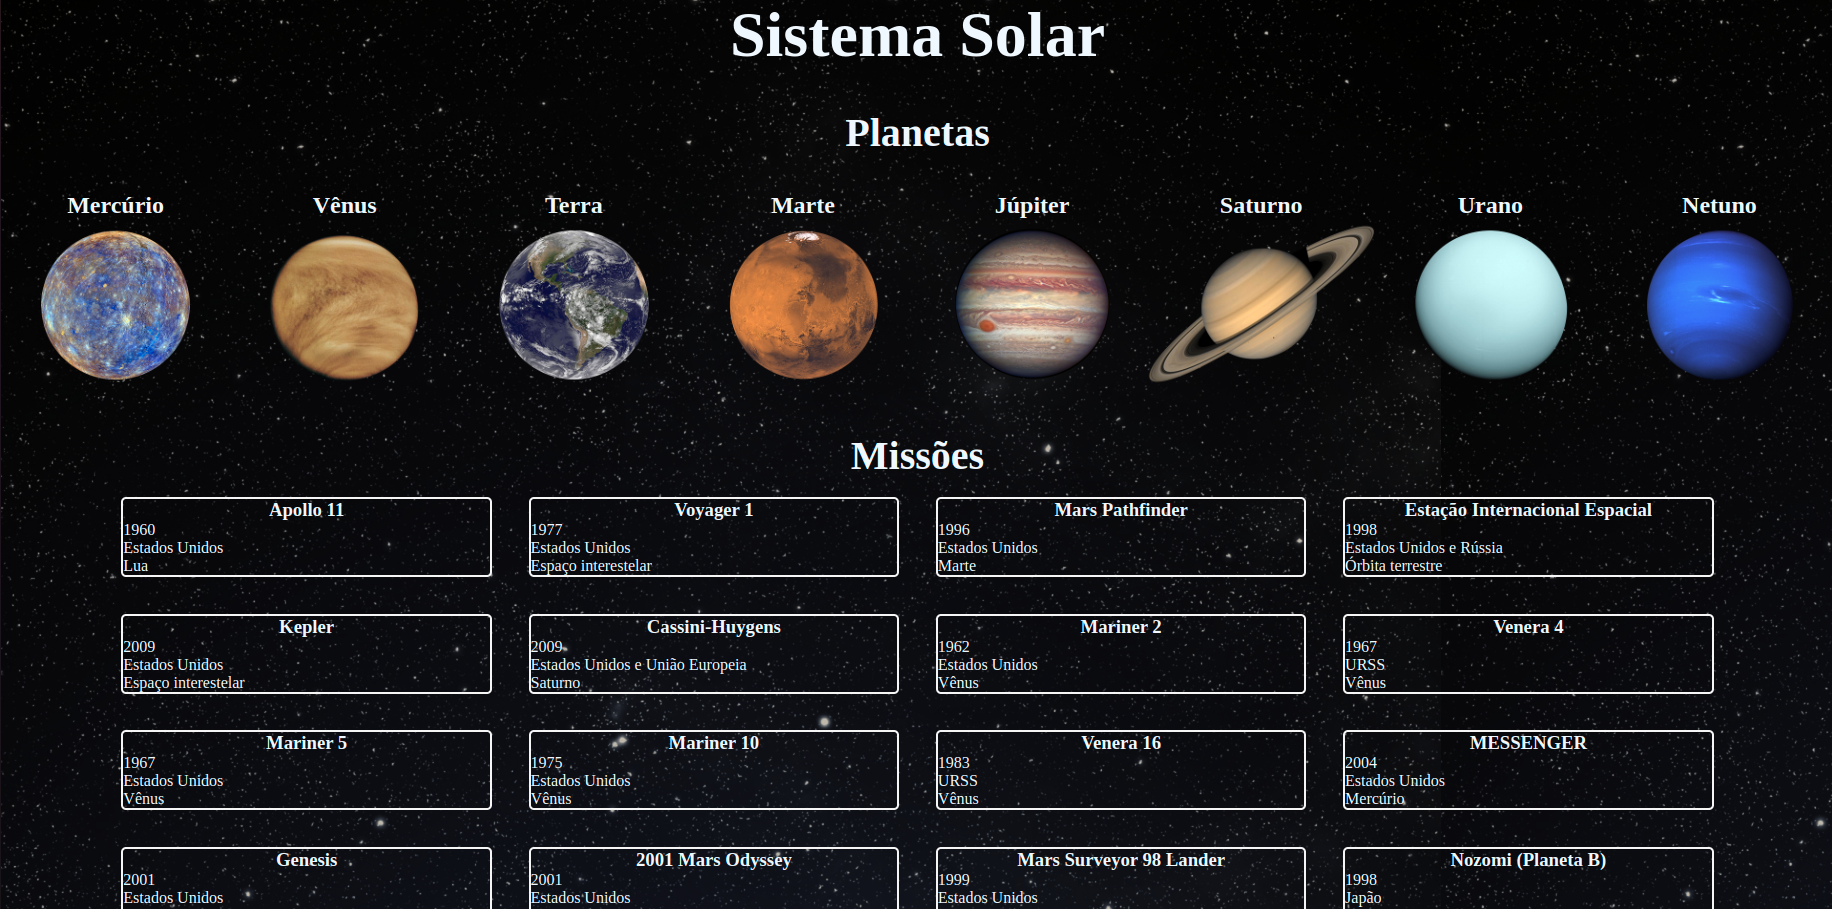 Sistema Solar
Planetas
Mercúrio
Vênus
Terra
Marte
Júpiter
Saturno
Urano
Netuno
Missões
Apollo 11
1960
Estados Unidos
Lua
Voyager 1
1977
Estados Unidos
Espaço interestelar
Mars Pathfinder
1996
Estados Unidos
Marte
Estação Internacional Espacial
1998
Estados Unidos e Rússia
Órbita terrestre
Kepler
2009
Estados Unidos
Espaço interestelar
Cassini-Huygens
2009
Estados Unidos e União Europeia
Saturno
Mariner 2
1962
Estados Unidos
Vênus
Venera 4
1967
URSS
Vênus
Mariner 5
1967
Estados Unidos
Vênus
Mariner 10
1975
Estados Unidos
Vênus
Venera 16
1983
URSS
Vênus
MESSENGER
2004
Estados Unidos
Mercúrio
Genesis
2001
Estados Unidos
2001 Mars Odyssey
2001
Estados Unidos
Mars Surveyor 98 Lander
1999
Estados Unidos
Nozomi (Planeta B)
1998
Japão